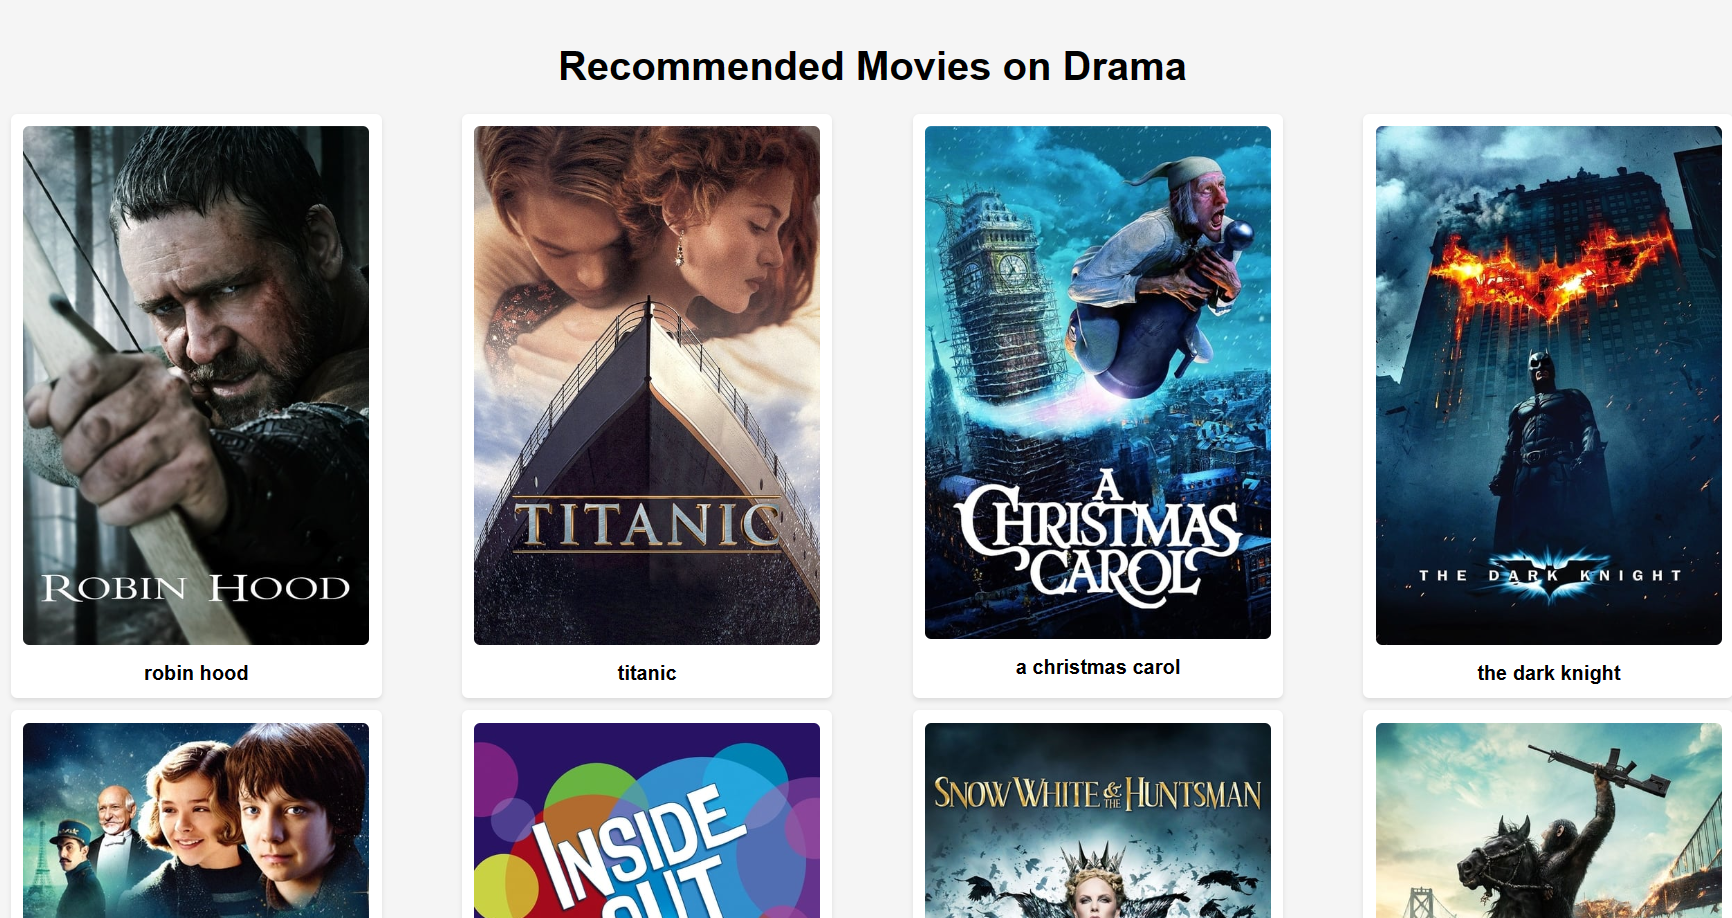 Recommended Movies on Drama
ROBIN HOOD
TITANIC
A
CHRISTMAS
CAROL
THE DARK KNIGHT
robin hood
titanic
a christmas carol
the dark knight
INSIDE
OUT
SNOW WHITE & THE HUNTSMAN